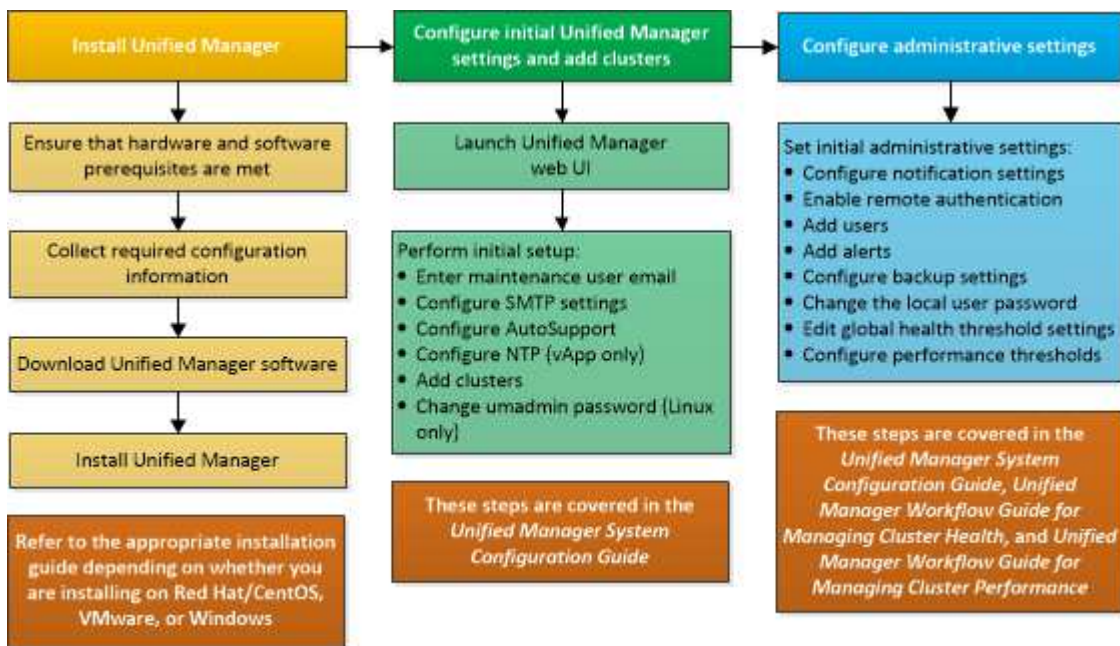 Install Unified Manager
Ensure that hardware and software
prerequisites are met
Collect required configuration
information
Download Unified Manager software
Install Unified Manager
Refer to the appropriate installation
guide depending on whether you
are installing on Red Hat/CentOS,
VMware, or Windows
Configure initial Unified Manager
settings and add clusters
Launch Unified Manager
web UI
Perform initial setup:
• Enter maintenance user email
• Configure SMTP settings
• Configure AutoSupport
• Configure NTP (vApp only)
• Add clusters
• Change umadmin password (Linux
only)
These steps are covered in the
Unified Manager System
Configuration Guide
Configure administrative settings
Set initial administrative settings:
• Configure notification settings
• Enable remote authentication
• Add users
• Add alerts
• Configure backup settings
• Change the local user password
• Edit global health threshold settings
• Configure performance thresholds
These steps are covered in the
Unified Manager System
Configuration Guide, Unified
Manager Workflow Guide for
Managing Cluster Health, and Unified
Manager Workflow Guide for
Managing Cluster Performance